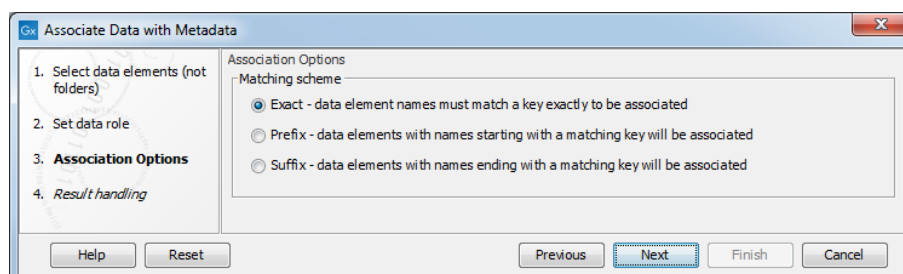 Gx Associate Data with Metadata
1. Select data elements (not
folders)
2. Set data role
3. Association Options
4. Result handling
Association Options
Matching scheme
Exact - data element names must match a key exactly to be associated
Prefix - data elements with names starting with a matching key will be associated
Suffix - data elements with names ending with a matching key will be associated
Help Reset Previous Next Finish Cancel